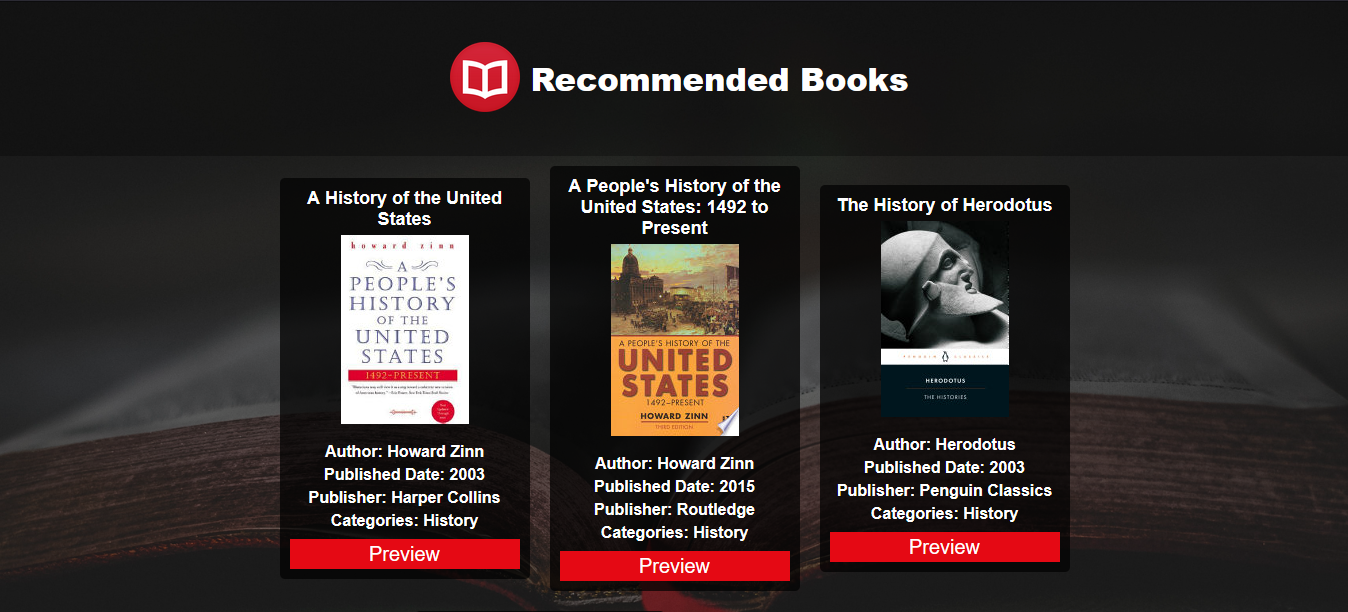 Recommended Books
A History of the United
States
howard zinn
A
PEOPLE'S
HISTORY
OF THE
UNITED
STATES
1492–PRESENT
Author: Howard Zinn
Published Date: 2003
Publisher: Harper Collins
Categories: History
Preview
A People's History of the
United States: 1492 to
Present
A PEOPLE'S HISTORY OF THE
UNITED
STATES
1492–PRESENT
HOWARD ZINN
THIRD EDITION
Author: Howard Zinn
Published Date: 2015
Publisher: Routledge
Categories: History
Preview
The History of Herodotus
PENGUIN CLASSICS
HERODOTUS
THE HISTORIES
Author: Herodotus
Published Date: 2003
Publisher: Penguin Classics
Categories: History
Preview